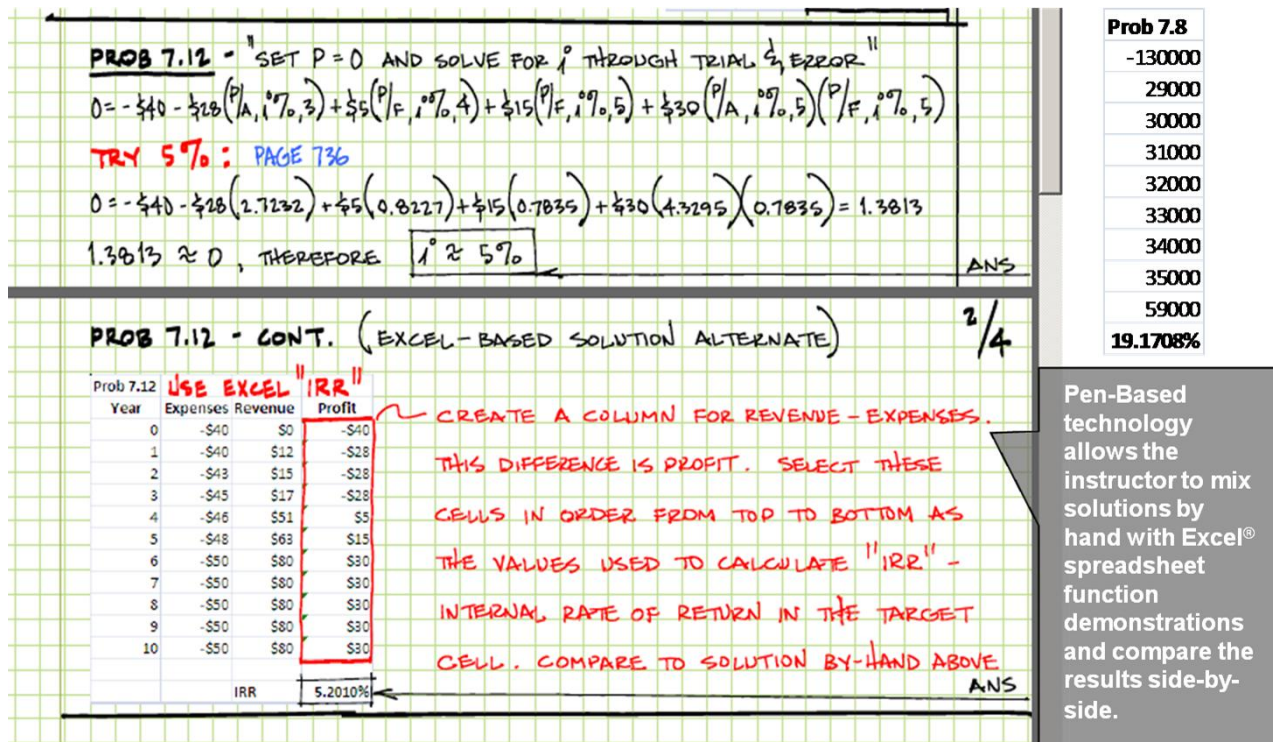 PROB 7.12 - "SET P = 0 AND SOLVE FOR i THROUGH TRIAL & ERROR"
0 = -$40 - $28(P/A, i%, 3) + $5(P/F, i%, 4) + $15(P/F, i%, 5) + $30(P/A, i%, 5)(P/F, i%, 5)
TRY 5%: PAGE 736
0 = -$40 - $28(2.7232) + $5(0.8227) + $15(0.7835) + $30(4.3295)(0.7835) = 1.3813
1.3813 ≈ 0, THEREFORE i ≈ 5%
ANS
PROB 7.12 - CONT. (EXCEL-BASED SOLUTION ALTERNATE) 2/4
Prob 7.12 USE EXCEL "IRR"
Year Expenses Revenue Profit
0 -$40 $0 -$40
1 -$40 $12 -$28
2 -$43 $15 -$28
3 -$45 $17 -$28
4 -$46 $51 $5
5 -$48 $63 $15
6 -$50 $80 $30
7 -$50 $80 $30
8 -$50 $80 $30
9 -$50 $80 $30
10 -$50 $80 $30
IRR 5.2010%
CREATE A COLUMN FOR REVENUE - EXPENSES.
THIS DIFFERENCE IS PROFIT. SELECT THESE
CELLS IN ORDER FROM TOP TO BOTTOM AS
THE VALUES USED TO CALCULATE "IRR" -
INTERNAL RATE OF RETURN IN THE TARGET
CELL. COMPARE TO SOLUTION BY-HAND ABOVE
ANS
Prob 7.8
-130000
29000
30000
31000
32000
33000
34000
35000
59000
19.1708%
Pen-Based
technology
allows the
instructor to mix
solutions by
hand with Excel®
spreadsheet
function
demonstrations
and compare the
results side-by-
side.